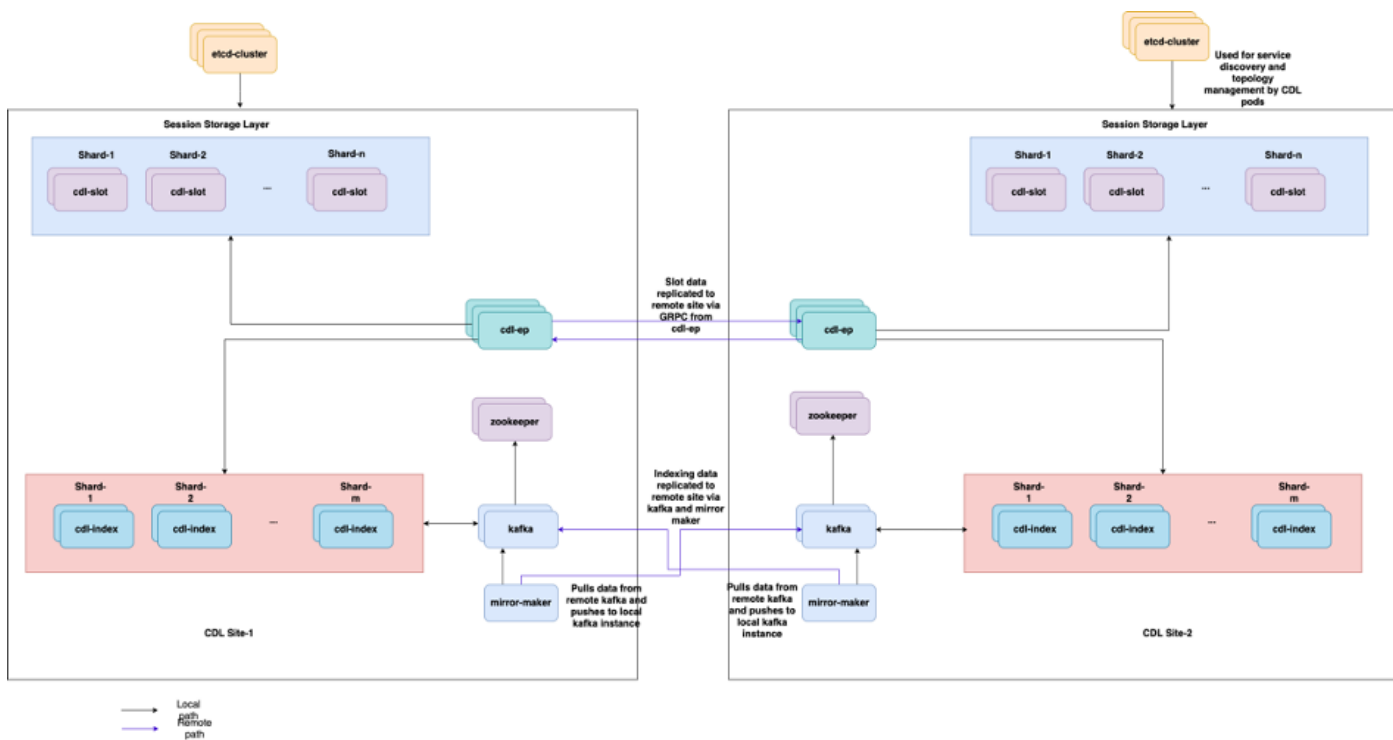 etcd-cluster
etcd-cluster
Used for service
discovery and
topology
management by CDL
pods
Session Storage Layer
Shard-1
Shard-2
Shard-n
cdl-slot
cdl-slot
...
cdl-slot
Session Storage Layer
Shard-1
Shard-2
Shard-n
cdl-slot
cdl-slot
...
cdl-slot
Slot data
replicated to
remote site via
GRPC from
cdl-ep
cdl-ep
cdl-ep
zookeeper
zookeeper
Shard-
1
Shard-
2
Shard-
m
cdl-index
cdl-index
...
cdl-index
Indexing data
replicated to
remote site via
kafka and mirror
maker
kafka
kafka
Shard-
1
Shard-
2
Shard-
m
cdl-index
cdl-index
...
cdl-index
mirror-maker
Pulls data from
remote kafka and
pushes to local
kafka instance
Pulls data from
remote kafka
and pushes to
local kafka
instance
mirror-maker
CDL Site-1
CDL Site-2
Local
path
Remote
path